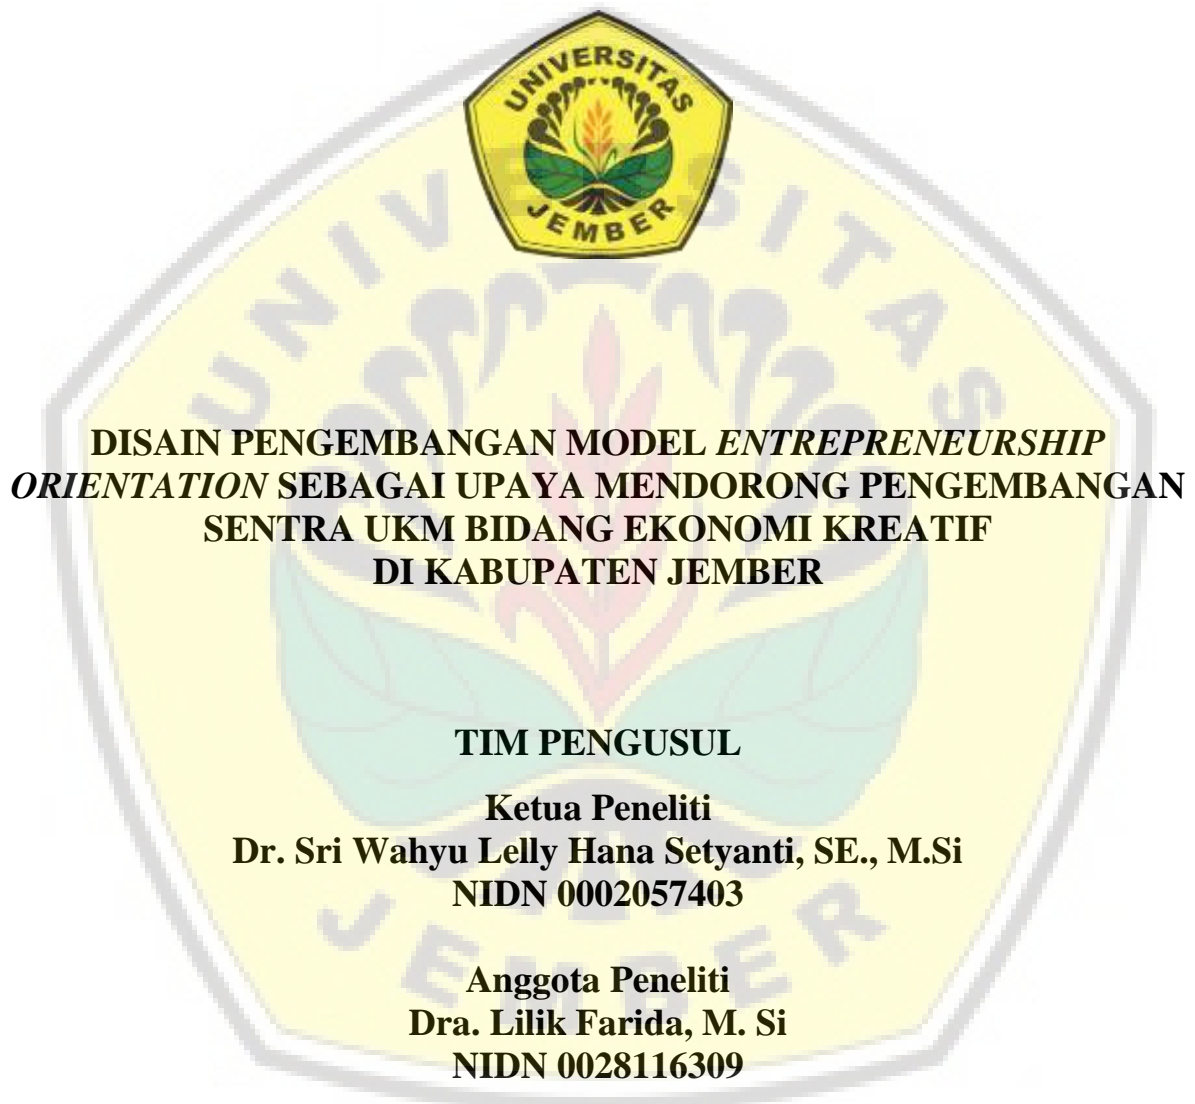 UNIVERSITAS
JEMBER
UNIVERSITAS
DISAIN PENGEMBANGAN MODEL ENTREPRENEURSHIP
ORIENTATION SEBAGAI UPAYA MENDORONG PENGEMBANGAN
SENTRA UKM BIDANG EKONOMI KREATIF
DI KABUPATEN JEMBER
TIM PENGUSUL
Ketua Peneliti
Dr. Sri Wahyu Lelly Hana Setyanti, SE., M.Si
NIDN 0002057403
Anggota Peneliti
Dra. Lilik Farida, M. Si
NIDN 0028116309
JEMBER